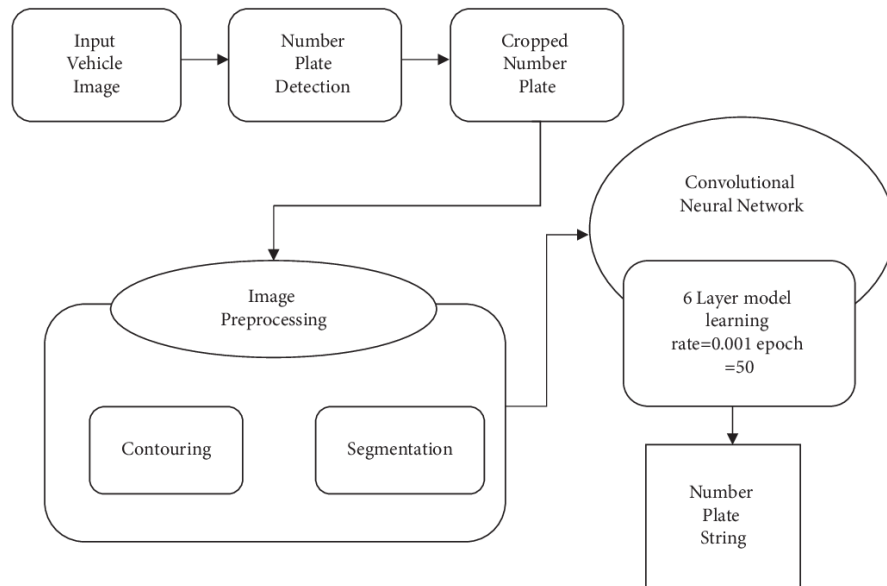 Input
Vehicle
Image
Number
Plate
Detection
Cropped
Number
Plate
Image
Preprocessing
Contouring
Segmentation
Convolutional
Neural Network
6 Layer model
learning
rate=0.001 epoch
=50
Number
Plate
String